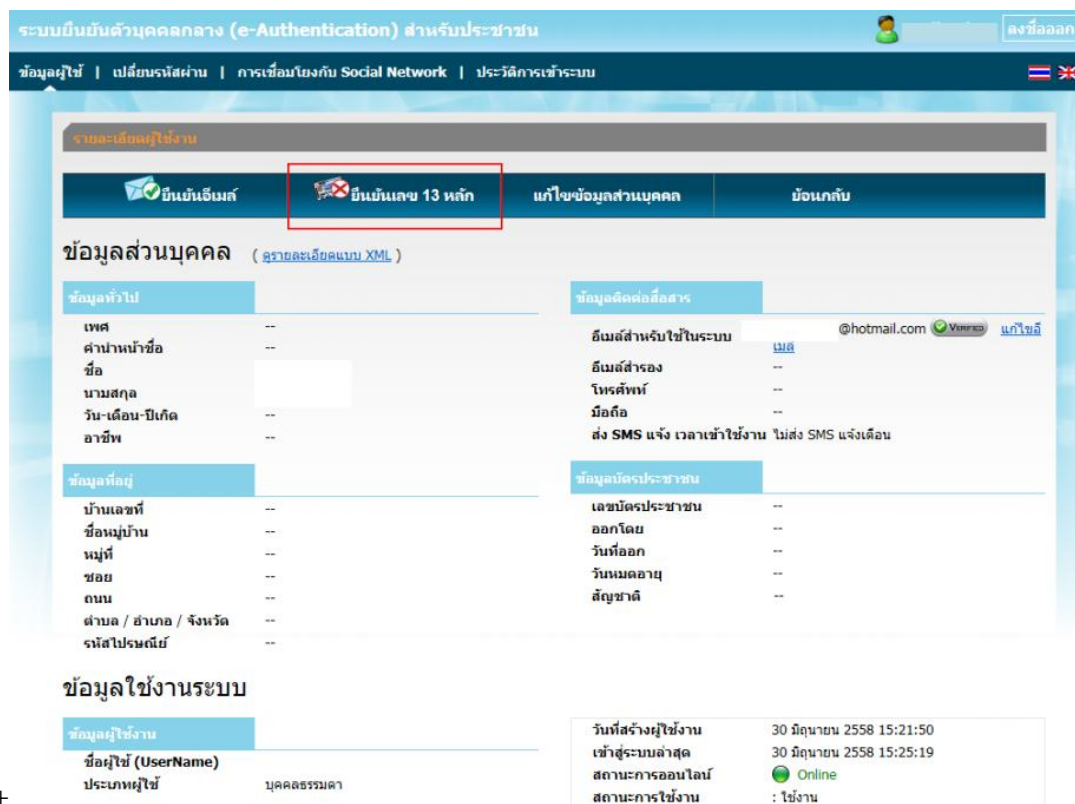 ระบบยืนยันตัวบุคคลกลาง (e-Authentication) สำหรับประชาชน
ลงชื่อออก
ข้อมูลผู้ใช้ | เปลี่ยนรหัสผ่าน | การเชื่อมโยงกับ Social Network | ประวัติการเข้าระบบ
รายละเอียดผู้ใช้งาน
ยืนยันอีเมล์ ยืนยันเลข 13 หลัก แก้ไขข้อมูลส่วนบุคคล ย้อนกลับ
ข้อมูลส่วนบุคคล ( ดูรายละเอียดแบบ XML )
ข้อมูลทั่วไป
เพศ --
คำนำหน้าชื่อ --
ชื่อ
นามสกุล
วัน-เดือน-ปีเกิด --
อาชีพ --
ข้อมูลติดต่อสื่อสาร
อีเมล์สำหรับใช้ในระบบ @hotmail.com VERIFIED แก้ไขอี
เมล์
อีเมล์สำรอง --
โทรศัพท์ --
มือถือ --
ส่ง SMS แจ้ง เวลาเข้าใช้งาน ไม่ส่ง SMS แจ้งเตือน
ข้อมูลที่อยู่
บ้านเลขที่ --
ชื่อหมู่บ้าน --
หมู่ที่ --
ซอย --
ถนน --
ตำบล / อำเภอ / จังหวัด --
รหัสไปรษณีย์ --
ข้อมูลบัตรประชาชน
เลขบัตรประชาชน --
ออกโดย --
วันที่ออก --
วันหมดอายุ --
สัญชาติ --
ข้อมูลใช้งานระบบ
ข้อมูลผู้ใช้งาน
ชื่อผู้ใช้ (UserName)
ประเภทผู้ใช้ บุคคลธรรมดา
วันที่สร้างผู้ใช้งาน 30 มิถุนายน 2558 15:21:50
เข้าสู่ระบบล่าสุด 30 มิถุนายน 2558 15:25:19
สถานะการออนไลน์ Online
สถานะการใช้งาน : ใช้งาน